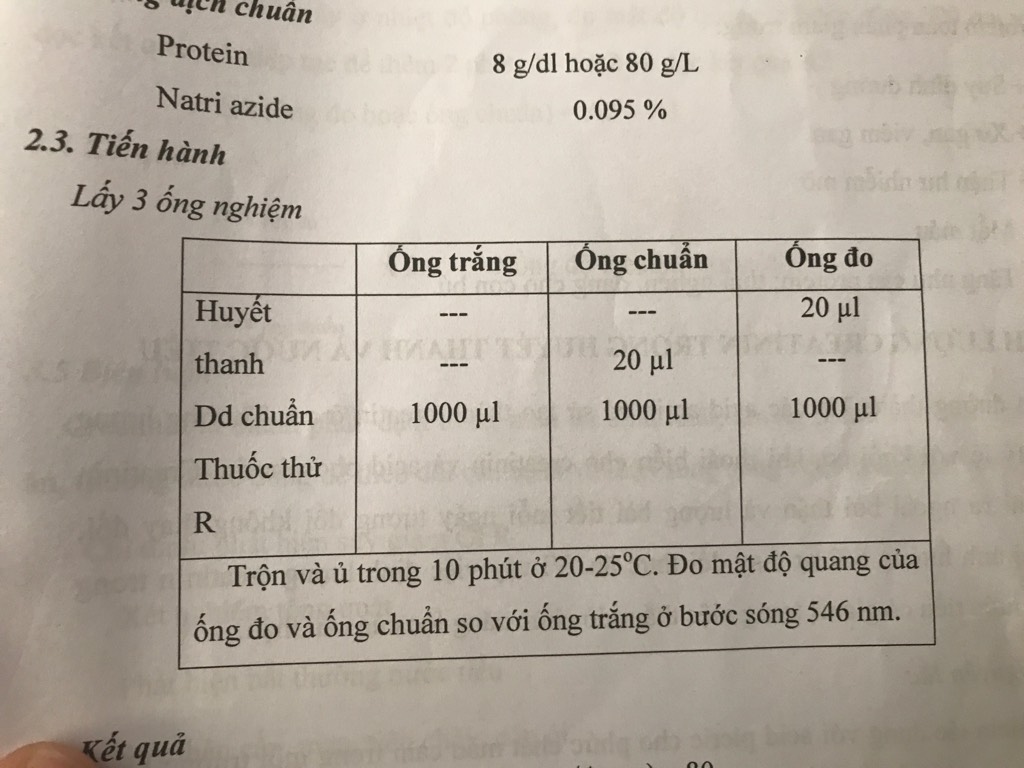 dịch chuẩn
Protein 8 g/dl hoặc 80 g/L
Natri azide 0.095 %
2.3. Tiến hành
Lấy 3 ống nghiệm
Ống trắng Ống chuẩn Ống đo
Huyết --- --- 20 µl
thanh --- 20 µl ---
Dd chuẩn 1000 µl 1000 µl 1000 µl
Thuốc thử
R
Trộn và ủ trong 10 phút ở 20-25°C. Đo mật độ quang của
ống đo và ống chuẩn so với ống trắng ở bước sóng 546 nm.
Kết quả